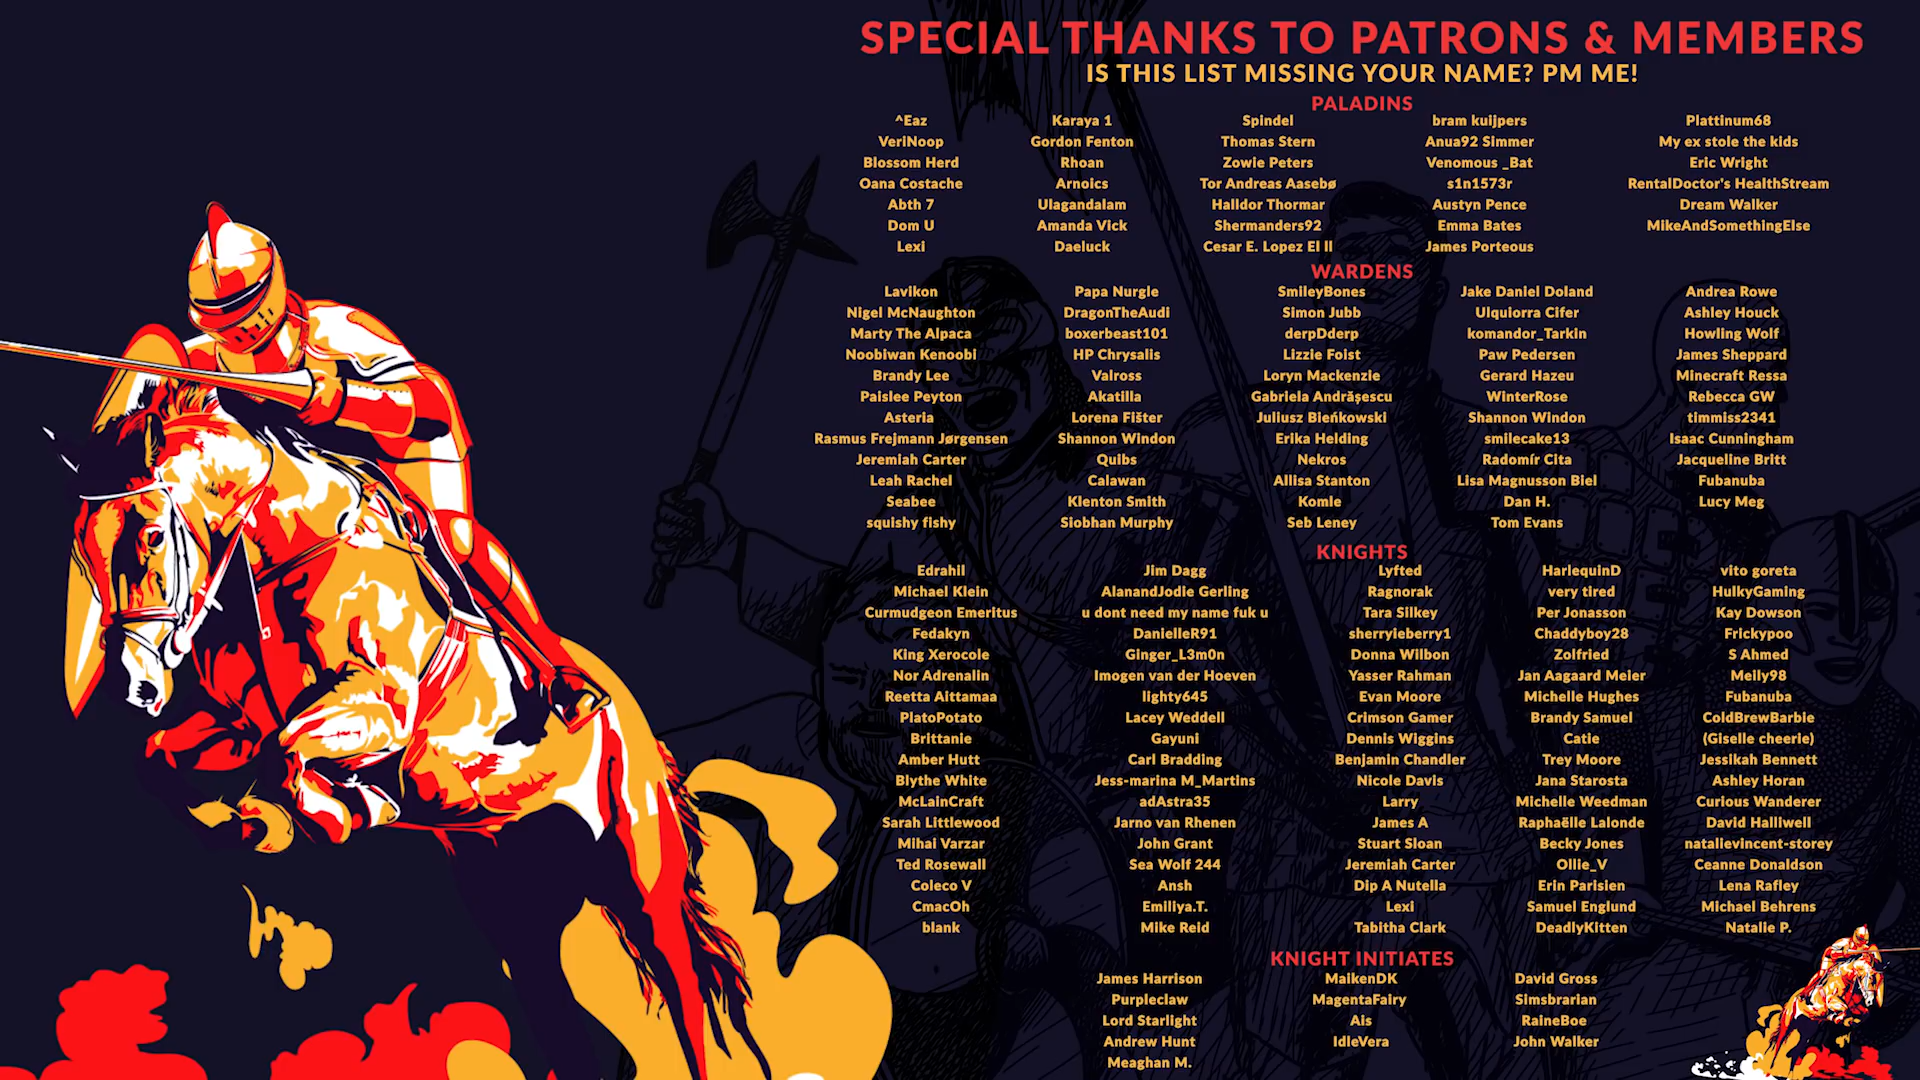 SPECIAL THANKS TO PATRONS & MEMBERS
IS THIS LIST MISSING YOUR NAME? PM ME!
PALADINS
^Eaz Karaya 1 Spindel bram kuijpers Plattinum68
VeriNoop Gordon Fenton Thomas Stern Anua92 Simmer My ex stole the kids
Blossom Herd Rhoan Zowie Peters Venomous _Bat Eric Wright
Oana Costache Arnoics Tor Andreas Aasebø s1n1573r RentalDoctor's HealthStream
Abth 7 Ulagandalam Halldor Thormar Austyn Pence Dream Walker
Dom U Amanda Vick Shermanders92 Emma Bates MikeAndSomethingElse
Lexi Daeluck Cesar E. Lopez El II James Porteous
WARDENS
Lavikon Papa Nurgle SmileyBones Jake Daniel Doland Andrea Rowe
Nigel McNaughton DragonTheAudi Simon Jubb Ulquiorra Cifer Ashley Houck
Marty The Alpaca boxerbeast101 derpDderp komandor_Tarkin Howling Wolf
Noobiwan Kenoobi HP Chrysalis Lizzie Foist Paw Pedersen James Sheppard
Brandy Lee Valross Loryn Mackenzie Gerard Hazeu Minecraft Ressa
Paislee Peyton Akatilla Gabriela Andrășescu WinterRose Rebecca GW
Asteria Lorena Fišter Juliusz Bieńkowski Shannon Windon timmiss2341
Rasmus Frejmann Jørgensen Shannon Windon Erika Helding smilecake13 Isaac Cunningham
Jeremiah Carter Quibs Nekros Radomír Cita Jacqueline Britt
Leah Rachel Calawan Allisa Stanton Lisa Magnusson Biel Fubanuba
Seabee Klenton Smith Komle Dan H. Lucy Meg
squishy fishy Siobhan Murphy Seb Leney Tom Evans
KNIGHTS
Edrahil Jim Dagg Lyfted HarlequinD vito goreta
Michael Klein AlanandJodie Gerling Ragnorak very tired HulkyGaming
Curmudgeon Emeritus u dont need my name fuk u Tara Silkey Per Jonasson Kay Dowson
Fedakyn DanielleR91 sherryleberry1 Chaddyboy28 Frickypoo
King Xerocole Ginger_L3m0n Donna Wilbon Zolfried S Ahmed
Nor Adrenalin Imogen van der Hoeven Yasser Rahman Jan Aagaard Meier Melly98
Reetta Aittamaa lighty645 Evan Moore Michelle Hughes Fubanuba
PlatoPotato Lacey Weddell Crimson Gamer Brandy Samuel ColdBrewBarbie
Brittanie Gayuni Dennis Wiggins Catie (Giselle cheerie)
Amber Hutt Carl Bradding Benjamin Chandler Trey Moore Jessikah Bennett
Blythe White Jess-marina M_Martins Nicole Davis Jana Starosta Ashley Horan
McLainCraft adAstra35 Larry Michelle Weedman Curious Wanderer
Sarah Littlewood Jarno van Rhenen James A Raphaëlle Lalonde David Halliwell
Mihai Varzar John Grant Stuart Sloan Becky Jones natalievincent-storey
Ted Rosewall Sea Wolf 244 Jeremiah Carter Ollie_V Ceanne Donaldson
Coleco V Ansh Dip A Nutella Erin Parisien Lena Rafley
CmacOh Emiliya.T. Lexi Samuel Englund Michael Behrens
blank Mike Reid Tabitha Clark DeadlyKitten Natalie P.
KNIGHT INITIATES
James Harrison MaikenDK David Gross
Purpleclaw MagentaFairy Simsbrarian
Lord Starlight Ais RaineBoe
Andrew Hunt IdleVera John Walker
Meaghan M.